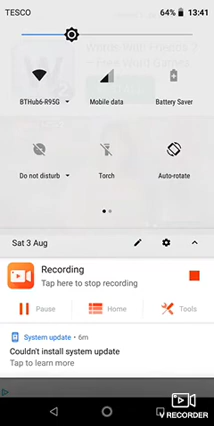 TESCO 64% 13:41
BTHub6-R95G Mobile data Battery Saver
Do not disturb Torch Auto-rotate
Sat 3 Aug
Recording
Tap here to stop recording
Pause Home Tools
System update • 6m
Couldn't install system update
Tap to learn more
V RECORDER